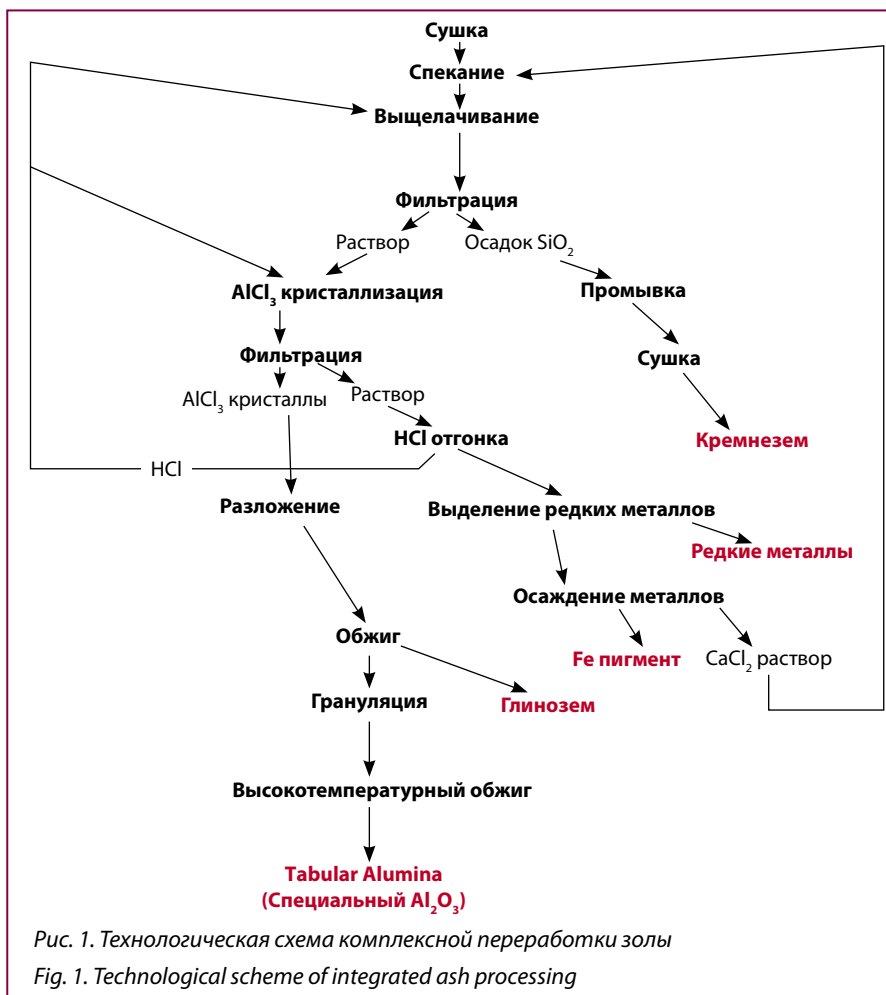 Сушка
Спекание
Выщелачивание
Фильтрация
Раствор
Осадок SiO₂
AlCl₃ кристаллизация
Промывка
Фильтрация
Сушка
AlCl₃ кристаллы
Раствор
HCl отгонка
Кремнезем
HCl
Разложение
Выделение редких металлов
Редкие металлы
Осаждение металлов
Обжиг
Fe пигмент
CaCl₂ раствор
Грануляция
Глинозем
Высокотемпературный обжиг
Tabular Alumina
(Специальный Al₂O₃)
Рис. 1. Технологическая схема комплексной переработки золы
Fig. 1. Technological scheme of integrated ash processing